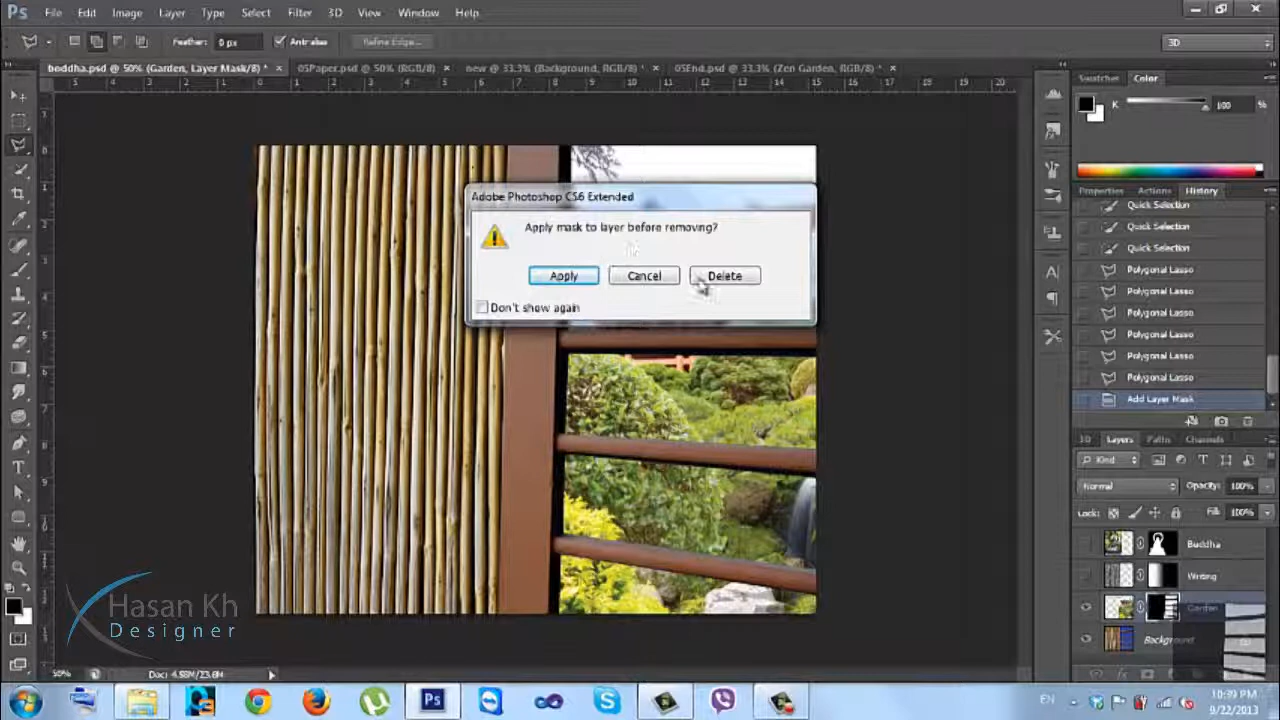 Ps File Edit Image Layer Type Select Filter 3D View Window Help
Feather: 0 px Anti-alias Refine Edge... 3D
boddha.psd @ 50% (Garden, Layer Mask/8) * × 05Paper.psd @ 50% (RGB/8) × new @ 33.3% (Background, RGB/8) * × 05End.psd @ 33.3% (Zen Garden, RGB/8) * ×
Swatches Color
K 100 %
Properties Actions History
Quick Selection
Quick Selection
Quick Selection
Polygonal Lasso
Polygonal Lasso
Polygonal Lasso
Polygonal Lasso
Polygonal Lasso
Polygonal Lasso
Add Layer Mask
Adobe Photoshop CS6 Extended
Apply mask to layer before removing?
Apply Cancel Delete
Don't show again
3D Layers Paths Channels
Kind
Normal Opacity: 100%
Lock: Fill: 100%
Buddha
Writing
Garden
Background
Hasan Kh
Designer
50% Doc: 4.58M/23.8M
EN 10:39 PM
9/22/2013